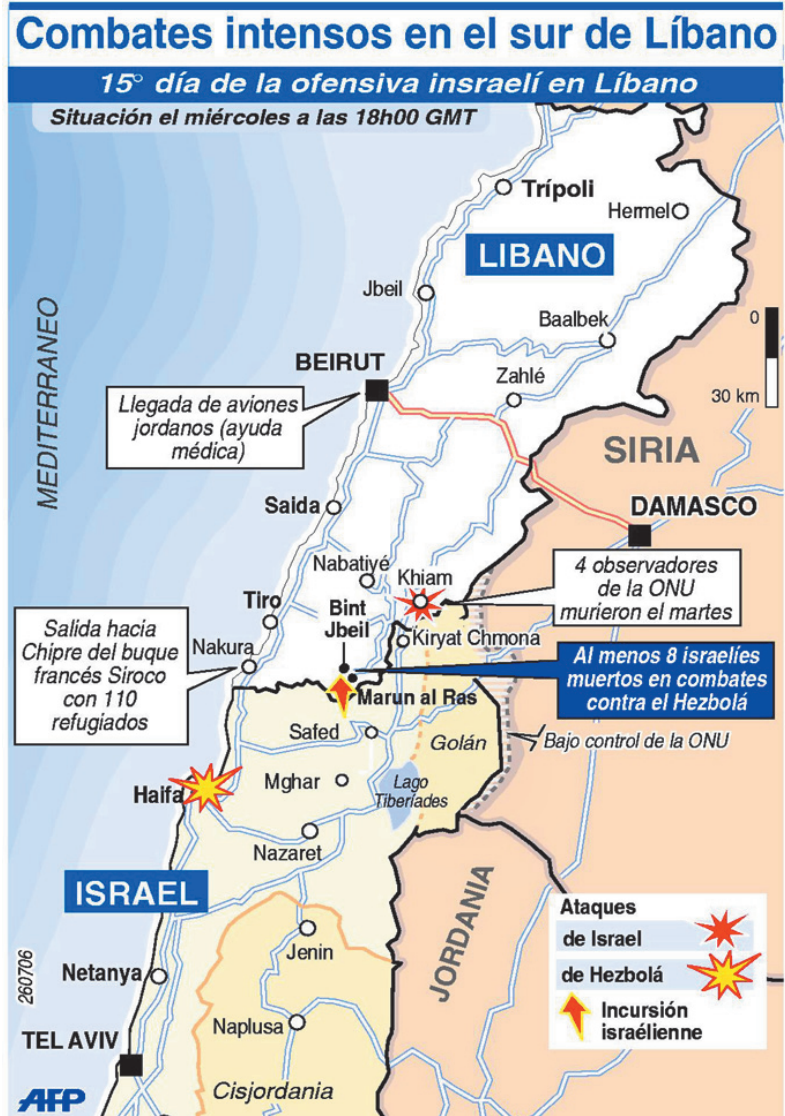 Combates intensos en el sur de Líbano
15° día de la ofensiva insraelí en Líbano
Situación el miércoles a las 18h00 GMT
Trípoli
Hermel
LIBANO
Jbeil
MEDITERRANEO
Baalbek
0
30 km
BEIRUT
Zahlé
Llegada de aviones
jordanos (ayuda
médica)
SIRIA
Saida
DAMASCO
Nabatiyé
Khiam
4 observadores
de la ONU
murieron el martes
Tiro
Bint
Jbeil
Salida hacia
Chipre del buque
francés Siroco
con 110
refugiados
Nakura
Kiryat Chmona
Al menos 8 israelíes
muertos en combates
contra el Hezbolá
Marun al Ras
Safed
Golán
Bajo control de la ONU
Haifa
Mghar
Lago
Tiberíades
Nazaret
ISRAEL
JORDANIA
Ataques
de Israel
de Hezbolá
Incursión
israélienne
Jenin
260706
Netanya
Naplusa
TEL AVIV
Cisjordania
AFP